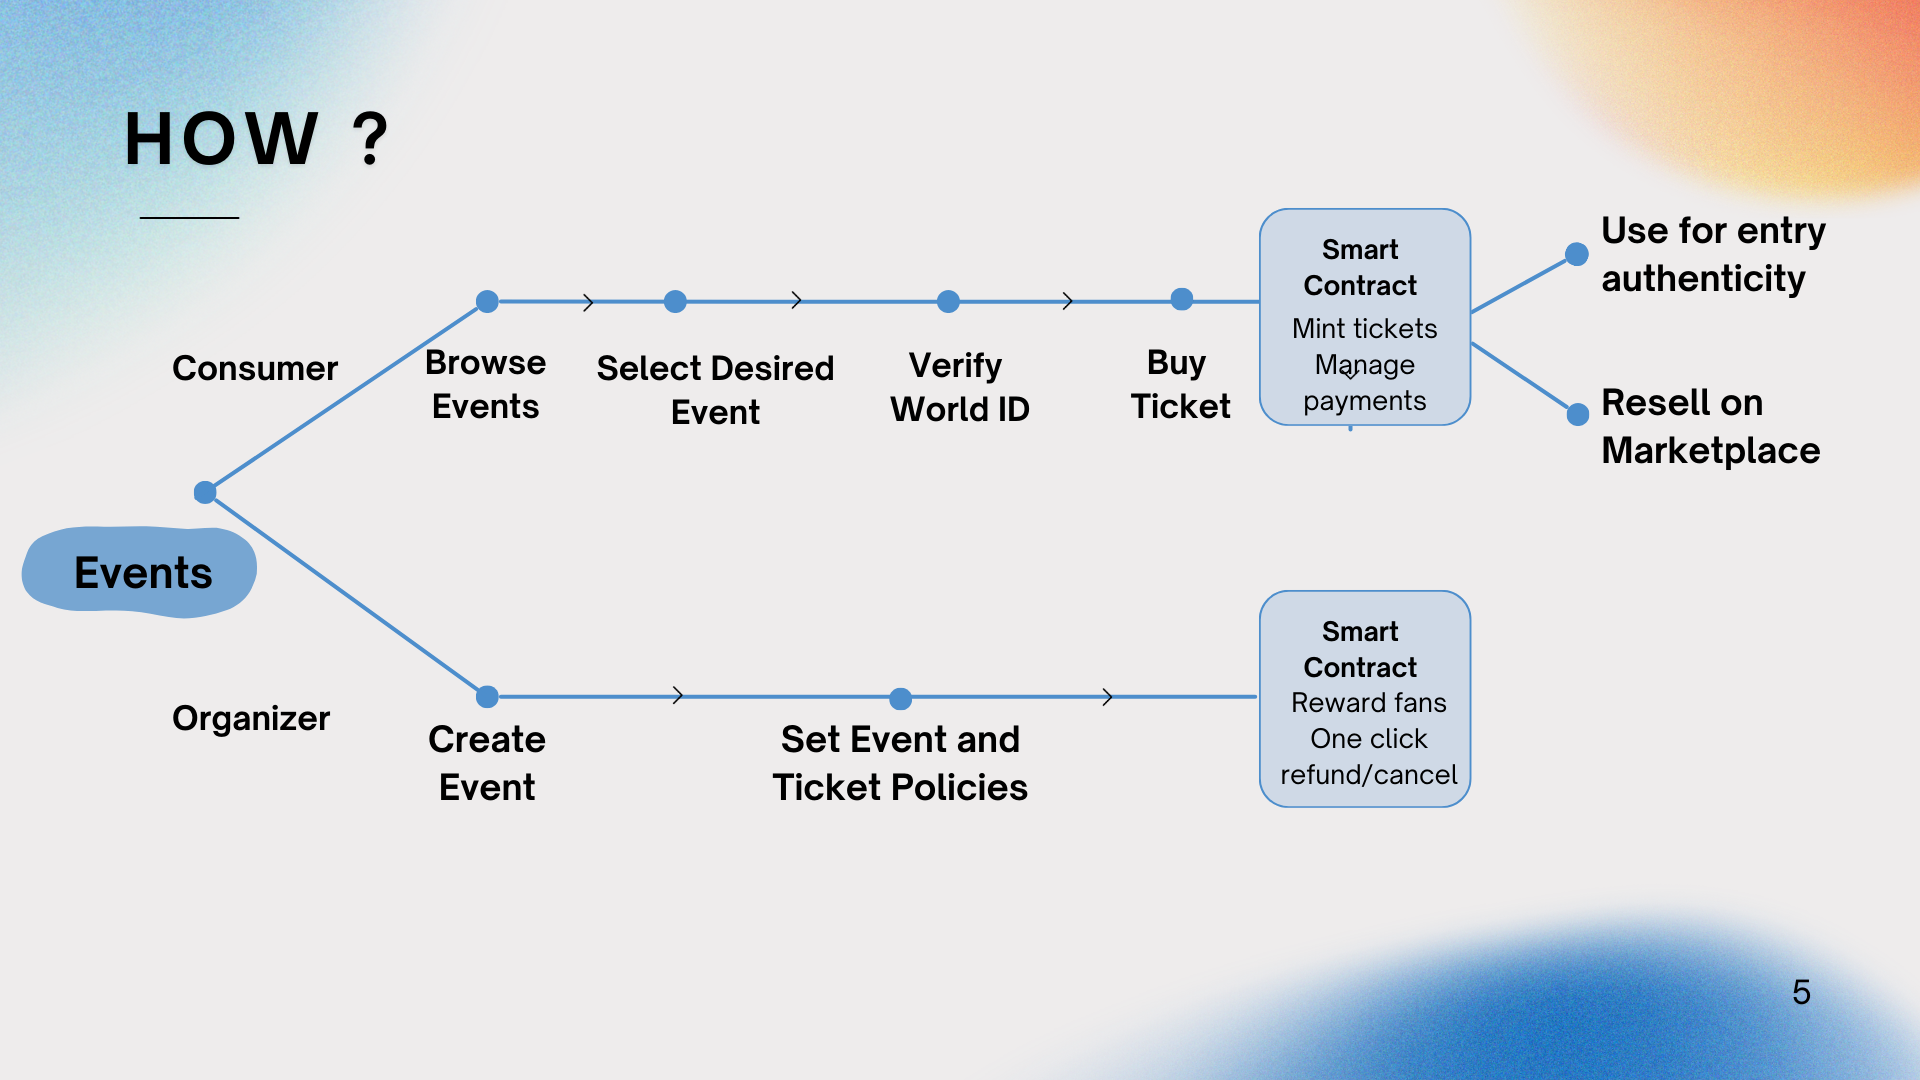 HOW ?
Consumer
Browse
Events
Select Desired
Event
Verify
World ID
Buy
Ticket
Smart
Contract
Mint tickets
Manage
payments
Use for entry
authenticity
Resell on
Marketplace
Events
Organizer
Create
Event
Set Event and
Ticket Policies
Smart
Contract
Reward fans
One click
refund/cancel
5